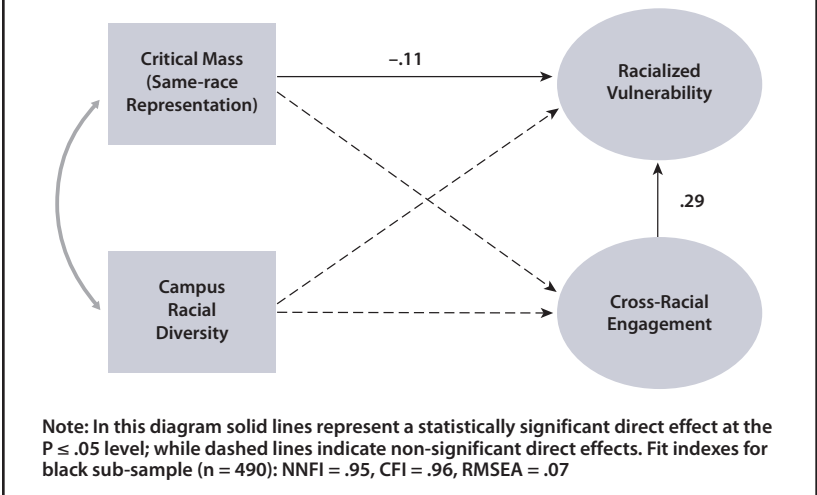 Critical Mass
(Same-race
Representation)
–.11
Racialized
Vulnerability
.29
Campus
Racial
Diversity
Cross-Racial
Engagement
Note: In this diagram solid lines represent a statistically significant direct effect at the
P ≤ .05 level; while dashed lines indicate non-significant direct effects. Fit indexes for
black sub-sample (n = 490): NNFI = .95, CFI = .96, RMSEA = .07